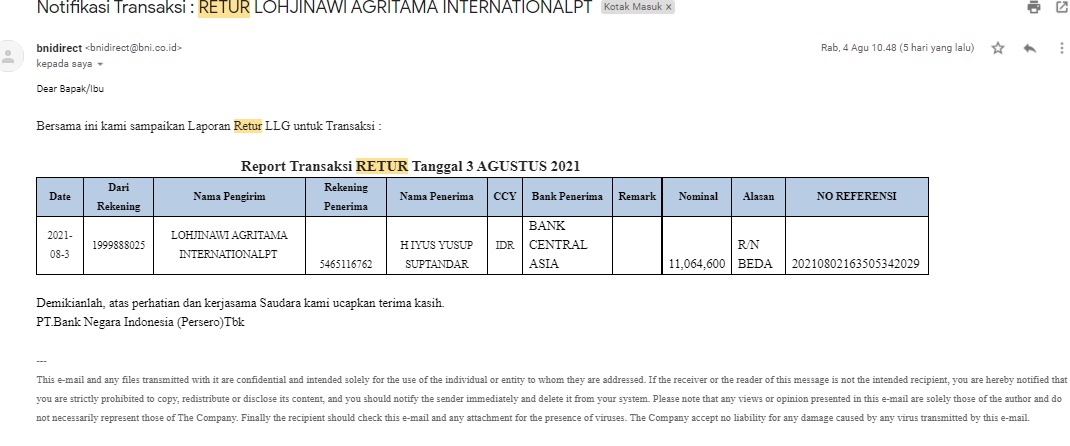 Notifikasi Transaksi : RETUR LOHJINAWI AGRITAMA INTERNATIONALPT Kotak Masuk x
bnidirect <bnidirect@bni.co.id>
Rab, 4 Agu 10.48 (5 hari yang lalu)
kepada saya
Dear Bapak/Ibu
Bersama ini kami sampaikan Laporan Retur LLG untuk Transaksi :
Report Transaksi RETUR Tanggal 3 AGUSTUS 2021
Date Dari Rekening Nama Pengirim Rekening Penerima Nama Penerima CCY Bank Penerima Remark Nominal Alasan NO REFERENSI
2021-08-3 1999888025 LOHJINAWI AGRITAMA INTERNATIONALPT 5465116762 H IYUS YUSUP SUPTANDAR IDR BANK CENTRAL ASIA 11,064,600 R/N BEDA 20210802163505342029
Demikianlah, atas perhatian dan kerjasama Saudara kami ucapkan terima kasih.
PT.Bank Negara Indonesia (Persero)Tbk
---
This e-mail and any files transmitted with it are confidential and intended solely for the use of the individual or entity to whom they are addressed. If the receiver or the reader of this message is not the intended recipient, you are hereby notified that
you are strictly prohibited to copy, redistribute or disclose its content, and you should notify the sender immediately and delete it from your system. Please note that any views or opinion presented in this e-mail are solely those of the author and do
not necessarily represent those of The Company. Finally the recipient should check this e-mail and any attachment for the presence of viruses. The Company accept no liability for any damage caused by any virus transmitted by this e-mail.